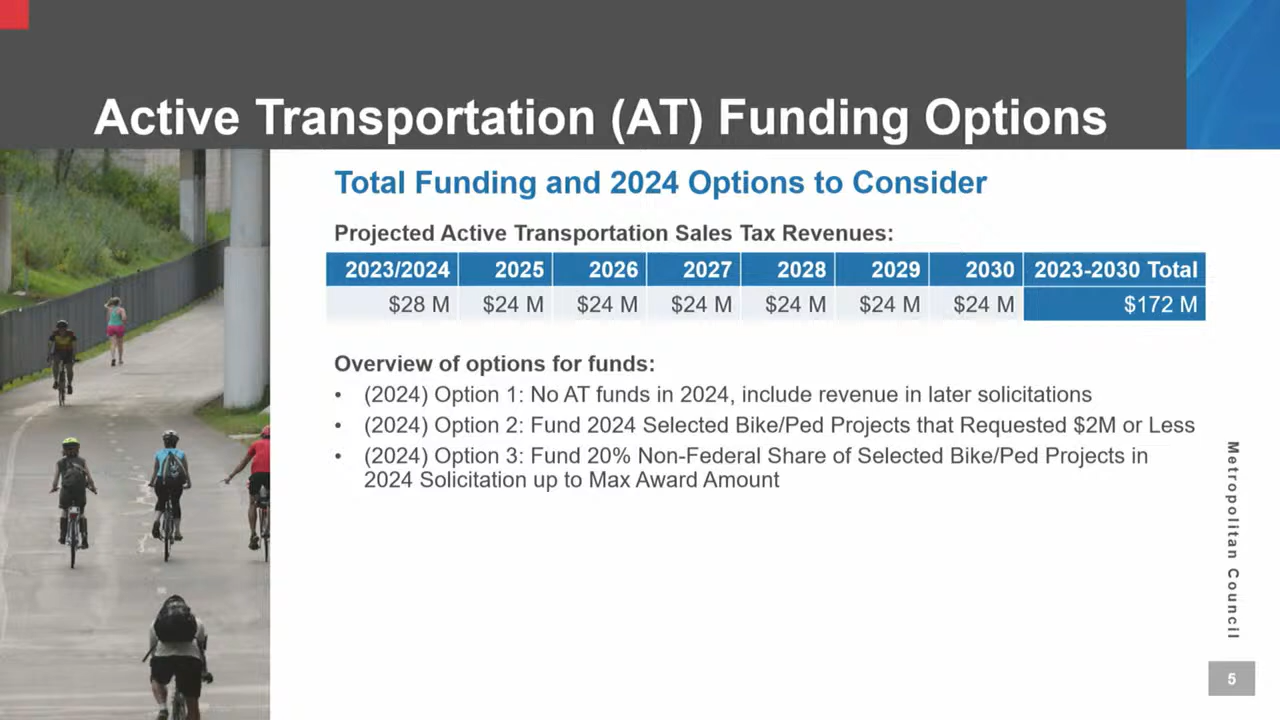 Active Transportation (AT) Funding Options
Total Funding and 2024 Options to Consider
Projected Active Transportation Sales Tax Revenues:
2023/2024 2025 2026 2027 2028 2029 2030 2023-2030 Total
$28 M $24 M $24 M $24 M $24 M $24 M $24 M $172 M
Overview of options for funds:
• (2024) Option 1: No AT funds in 2024, include revenue in later solicitations
• (2024) Option 2: Fund 2024 Selected Bike/Ped Projects that Requested $2M or Less
• (2024) Option 3: Fund 20% Non-Federal Share of Selected Bike/Ped Projects in
2024 Solicitation up to Max Award Amount
Metropolitan Council
5